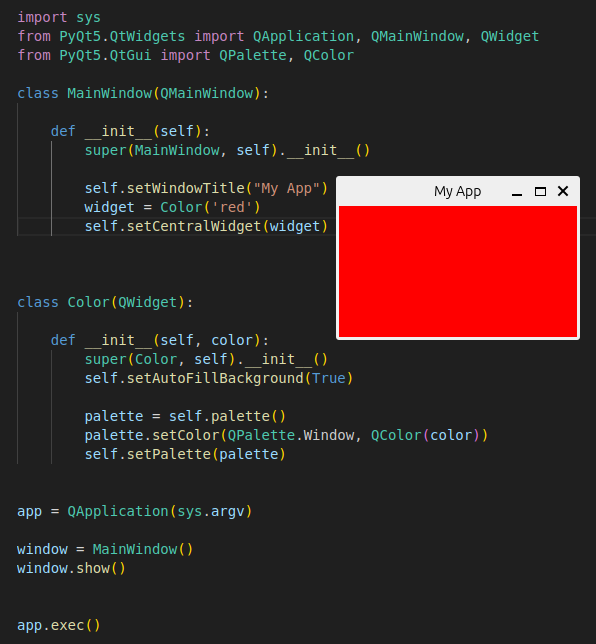 import sys
from PyQt5.QtWidgets import QApplication, QMainWindow, QWidget
from PyQt5.QtGui import QPalette, QColor
class MainWindow(QMainWindow):
    def __init__(self):
        super(MainWindow, self).__init__()
        self.setWindowTitle("My App")
My App
        widget = Color('red')
        self.setCentralWidget(widget)
class Color(QWidget):
    def __init__(self, color):
        super(Color, self).__init__()
        self.setAutoFillBackground(True)
        palette = self.palette()
        palette.setColor(QPalette.Window, QColor(color))
        self.setPalette(palette)
app = QApplication(sys.argv)
window = MainWindow()
window.show()
app.exec()